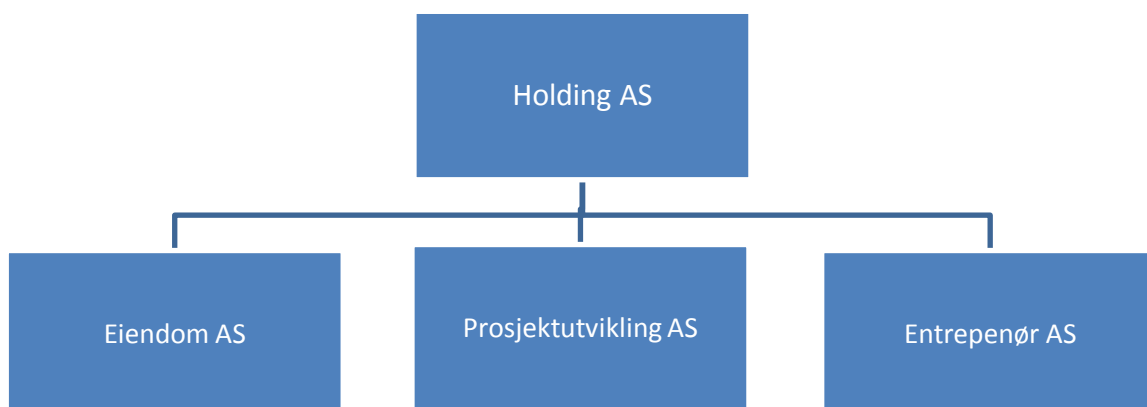 Holding AS
Eiendom AS
Prosjektutvikling AS
Entrepenør AS